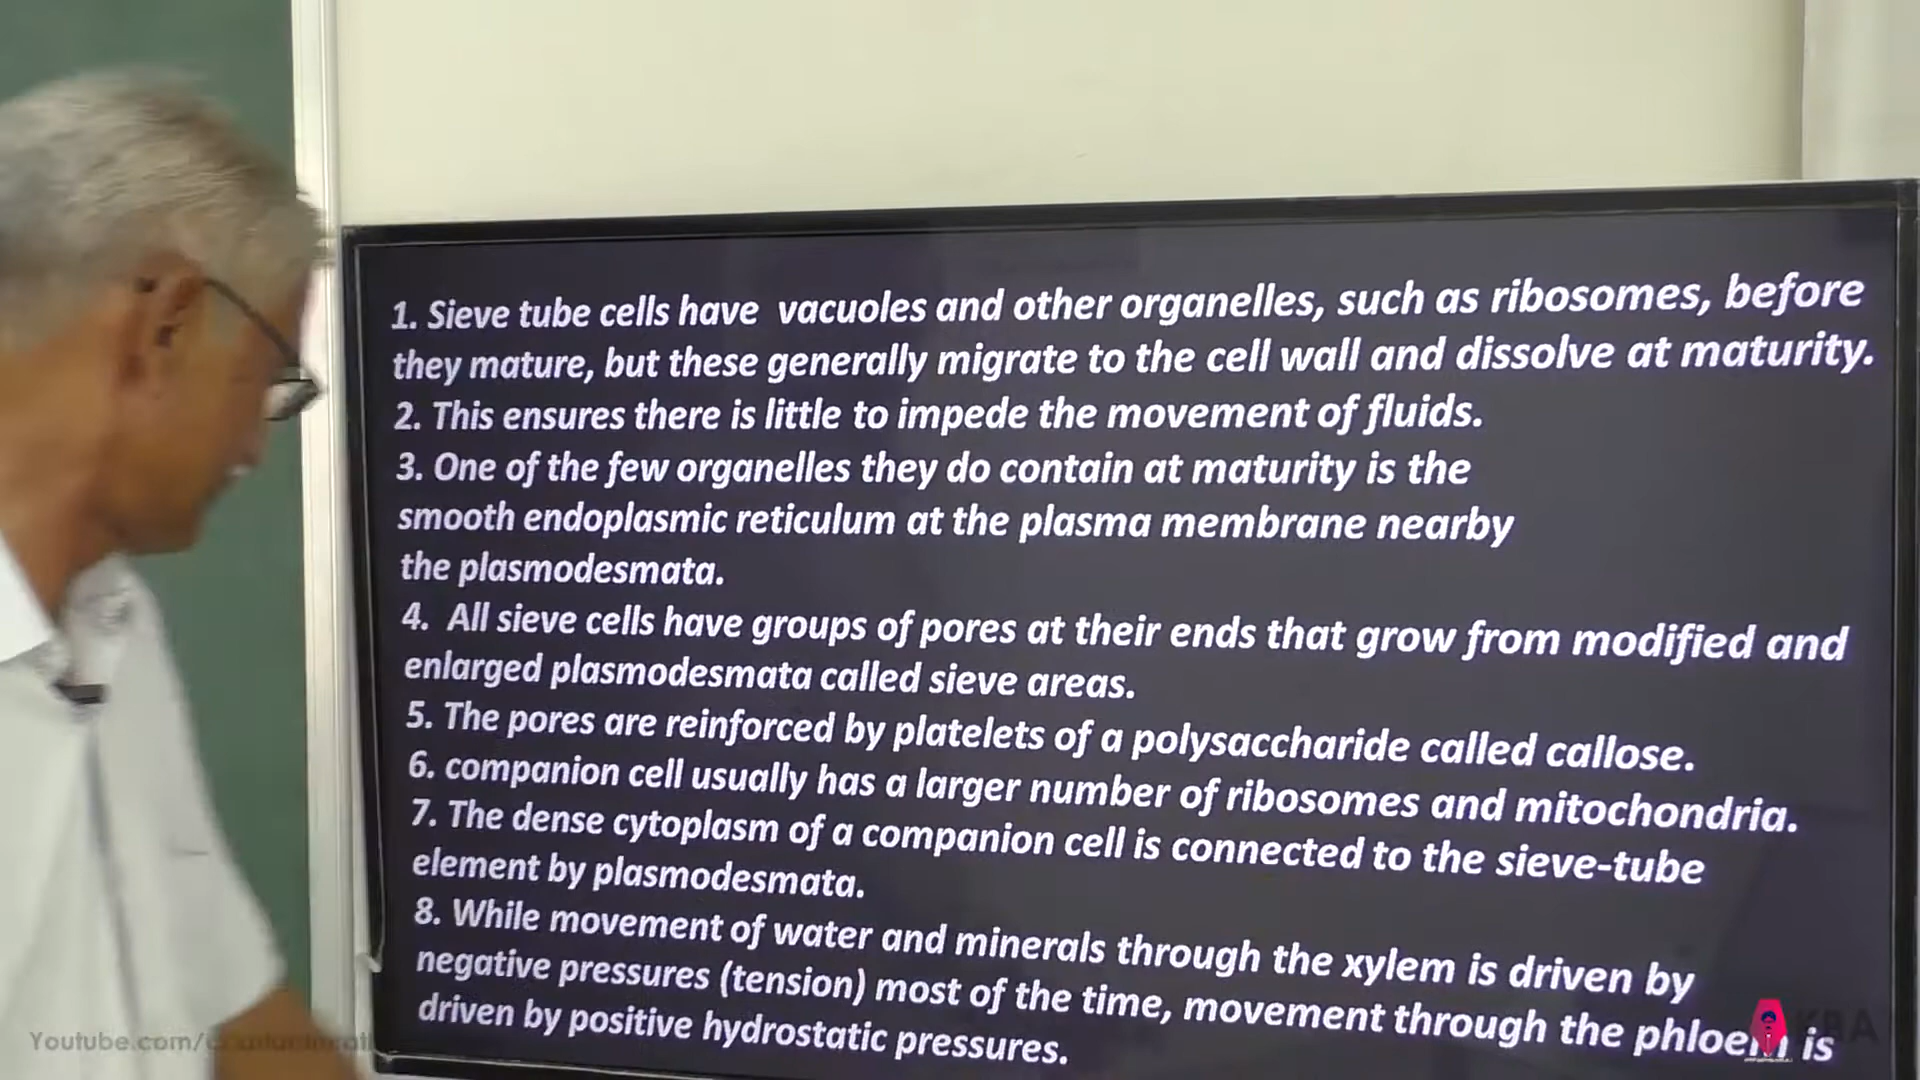 1. Sieve tube cells have vacuoles and other organelles, such as ribosomes, before
they mature, but these generally migrate to the cell wall and dissolve at maturity.
2. This ensures there is little to impede the movement of fluids.
3. One of the few organelles they do contain at maturity is the
smooth endoplasmic reticulum at the plasma membrane nearby
the plasmodesmata.
4. All sieve cells have groups of pores at their ends that grow from modified and
enlarged plasmodesmata called sieve areas.
5. The pores are reinforced by platelets of a polysaccharide called callose.
6. companion cell usually has a larger number of ribosomes and mitochondria.
7. The dense cytoplasm of a companion cell is connected to the sieve-tube
element by plasmodesmata.
8. While movement of water and minerals through the xylem is driven by
negative pressures (tension) most of the time, movement through the phloem is
driven by positive hydrostatic pressures.
KBA
Youtube.com/